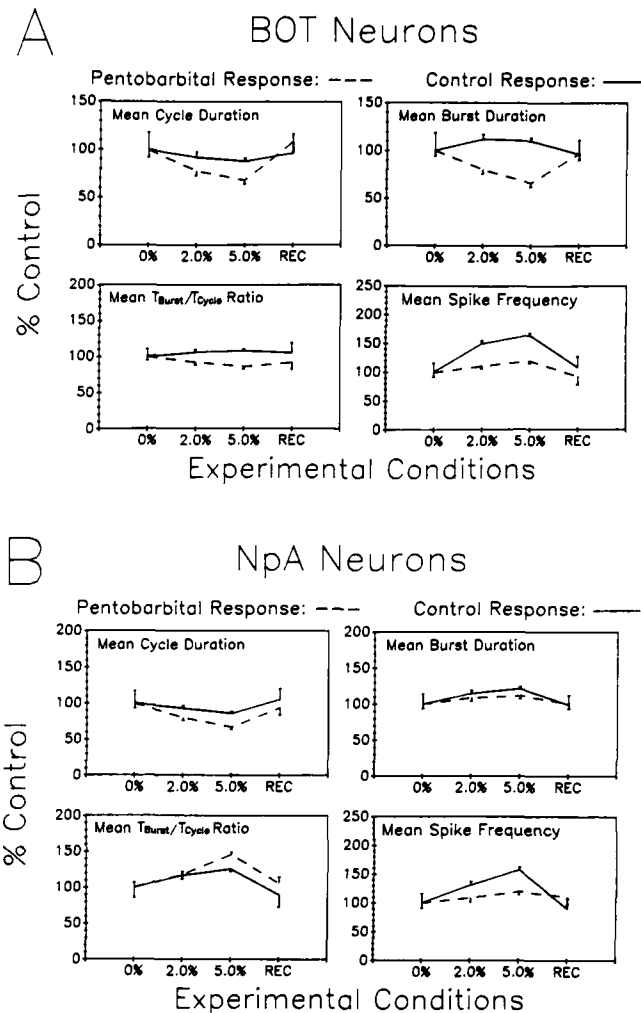 A
BOT Neurons
Pentobarbital Response: ---
Control Response: —
150
100
50
0
Mean Cycle Duration
0% 2.0% 5.0% REC
150
100
50
0
Mean Burst Duration
0% 2.0% 5.0% REC
% Control
200
150
100
50
0
Mean TBurst/TCycle Ratio
0% 2.0% 5.0% REC
250
200
150
100
50
0
Mean Spike Frequency
0% 2.0% 5.0% REC
Experimental Conditions
B
NpA Neurons
Pentobarbital Response: ---
Control Response: —
200
150
100
50
0
Mean Cycle Duration
0% 2.0% 5.0% REC
200
150
100
50
0
Mean Burst Duration
0% 2.0% 5.0% REC
% Control
200
150
100
50
0
Mean TBurst/TCycle Ratio
0% 2.0% 5.0% REC
250
200
150
100
50
0
Mean Spike Frequency
0% 2.0% 5.0% REC
Experimental Conditions